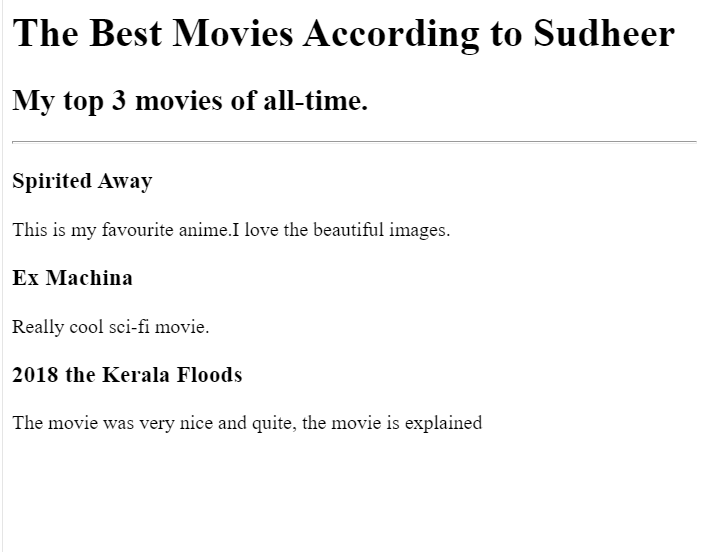 The Best Movies According to Sudheer
My top 3 movies of all-time.
Spirited Away
This is my favourite anime.I love the beautiful images.
Ex Machina
Really cool sci-fi movie.
2018 the Kerala Floods
The movie was very nice and quite, the movie is explained